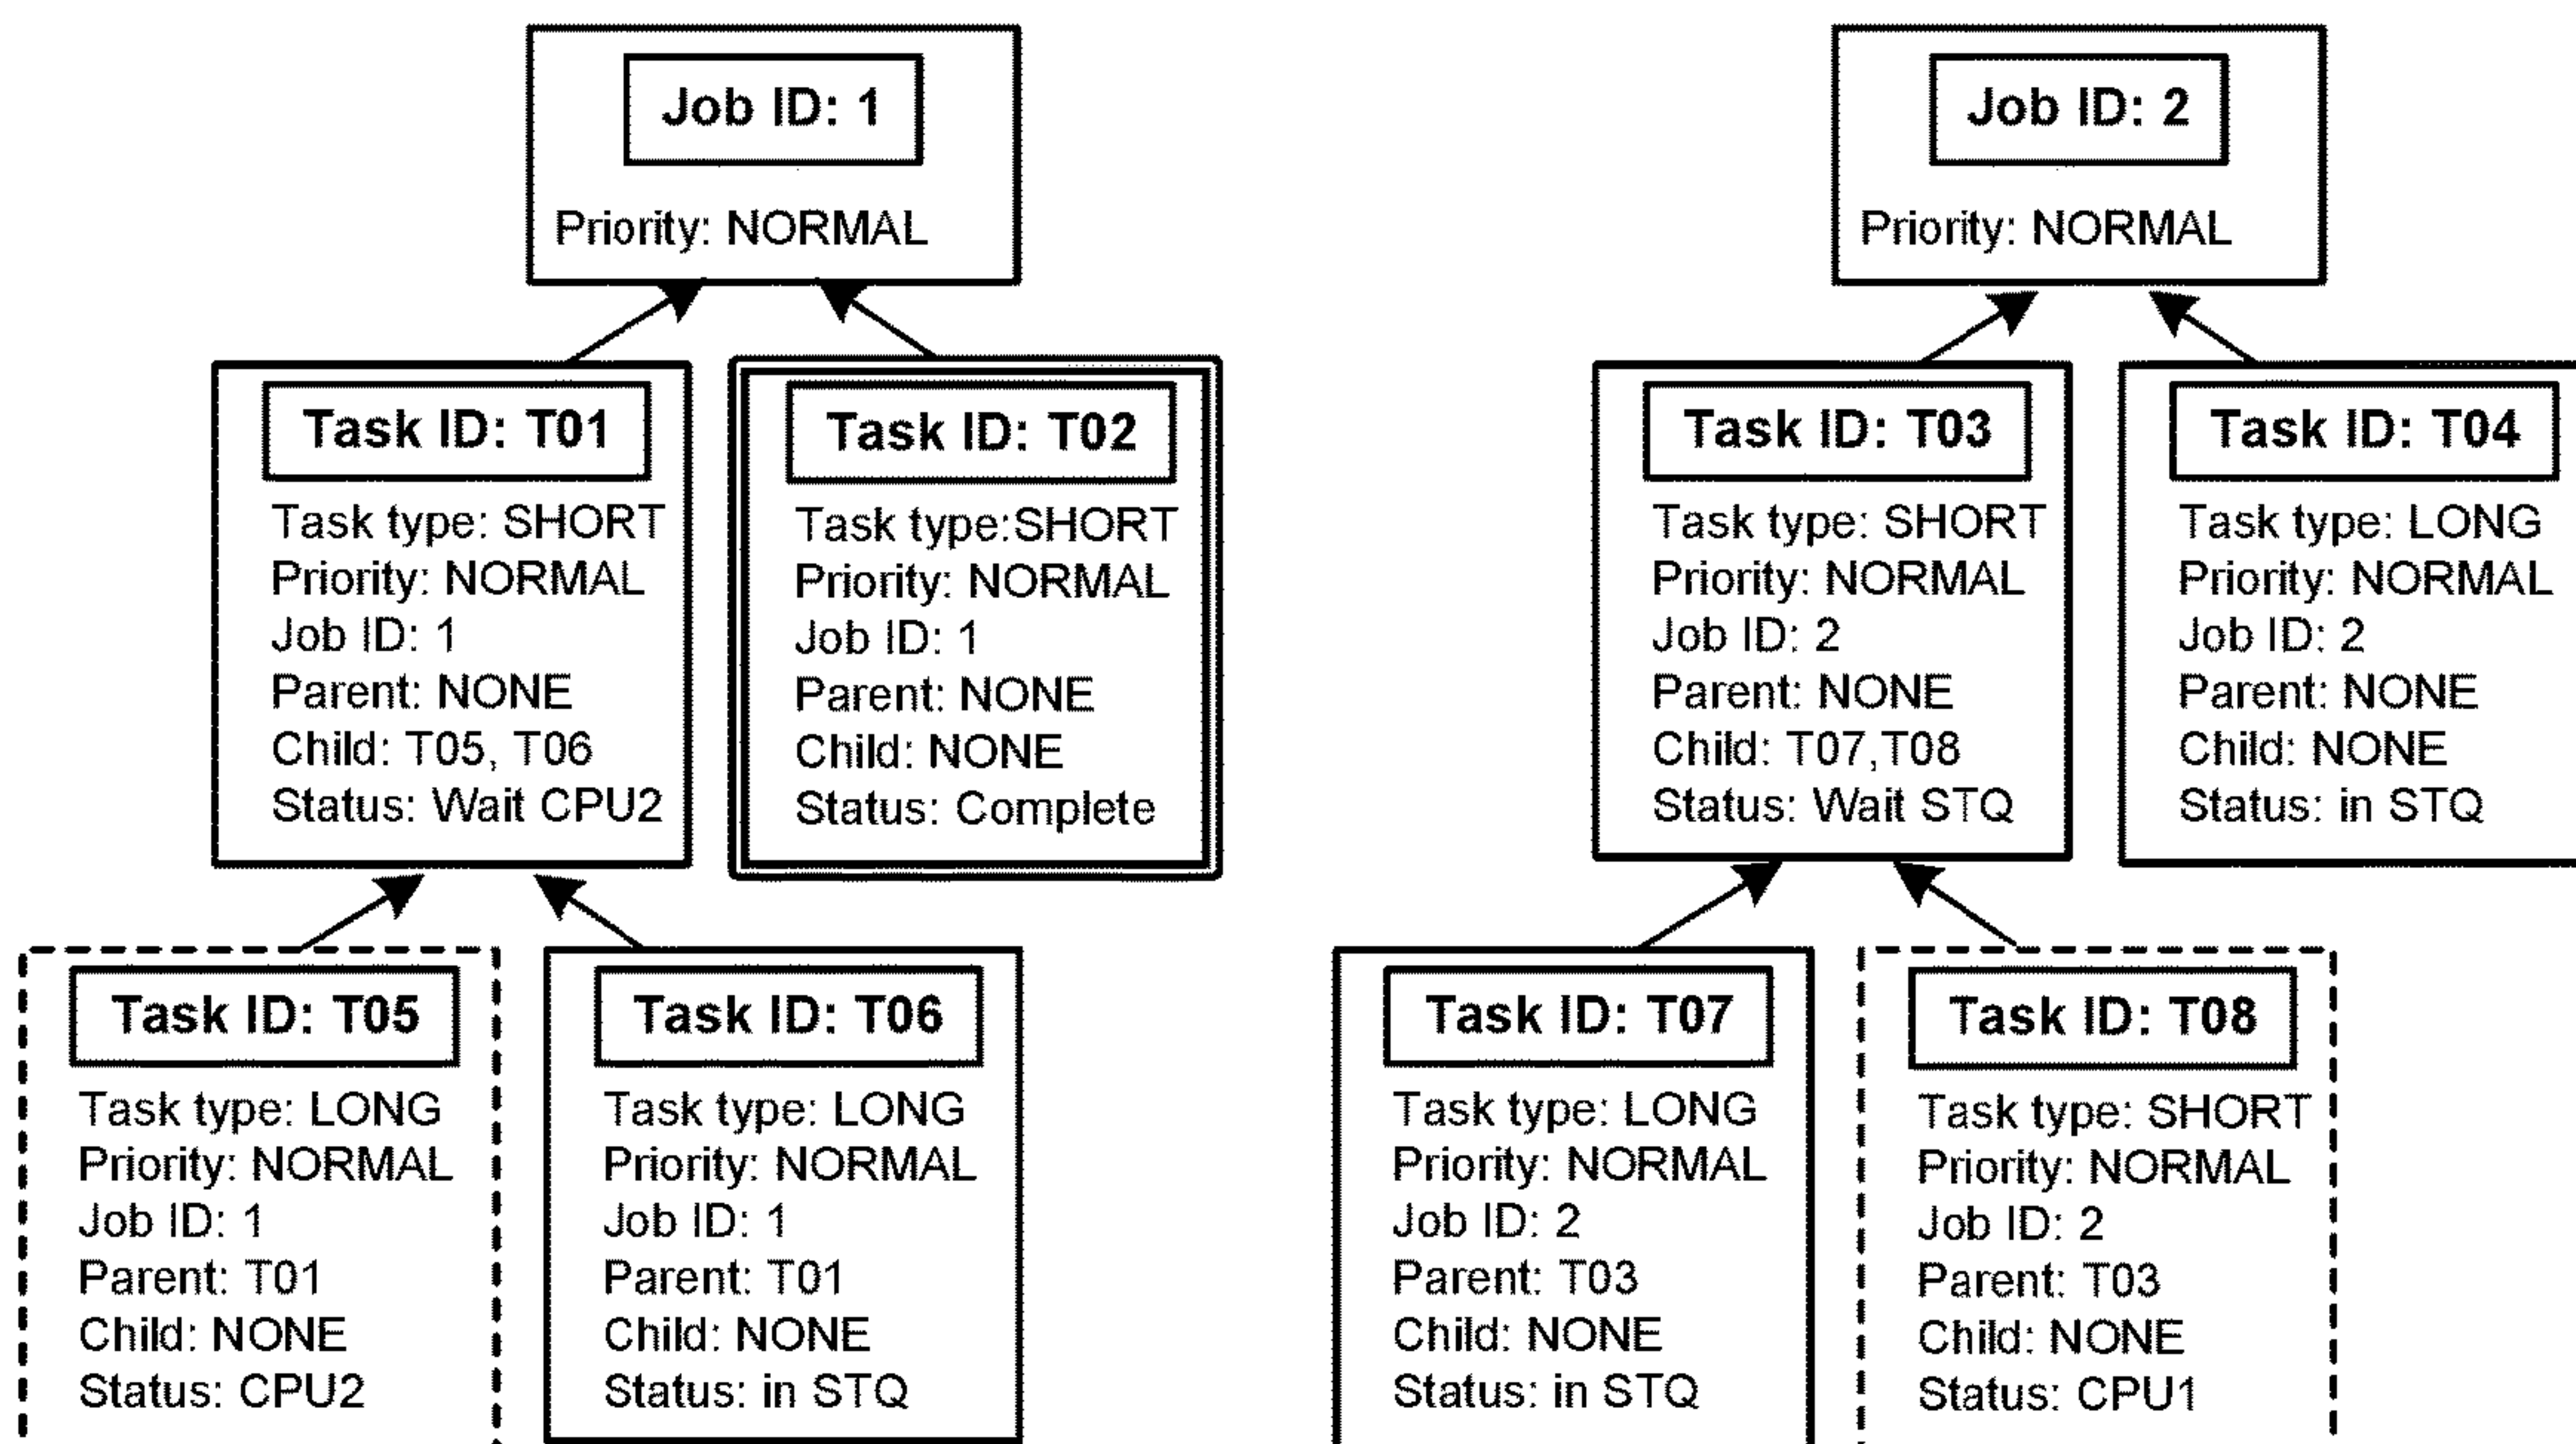 Job ID: 1
Priority: NORMAL
Job ID: 2
Priority: NORMAL
Task ID: T01
Task type: SHORT
Priority: NORMAL
Job ID: 1
Parent: NONE
Child: T05, T06
Status: Wait CPU2
Task ID: T02
Task type:SHORT
Priority: NORMAL
Job ID: 1
Parent: NONE
Child: NONE
Status: Complete
Task ID: T03
Task type: SHORT
Priority: NORMAL
Job ID: 2
Parent: NONE
Child: T07,T08
Status: Wait STQ
Task ID: T04
Task type: LONG
Priority: NORMAL
Job ID: 2
Parent: NONE
Child: NONE
Status: in STQ
Task ID: T05
Task type: LONG
Priority: NORMAL
Job ID: 1
Parent: T01
Child: NONE
Status: CPU2
Task ID: T06
Task type: LONG
Priority: NORMAL
Job ID: 1
Parent: T01
Child: NONE
Status: in STQ
Task ID: T07
Task type: LONG
Priority: NORMAL
Job ID: 2
Parent: T03
Child: NONE
Status: in STQ
Task ID: T08
Task type: SHORT
Priority: NORMAL
Job ID: 2
Parent: T03
Child: NONE
Status: CPU1